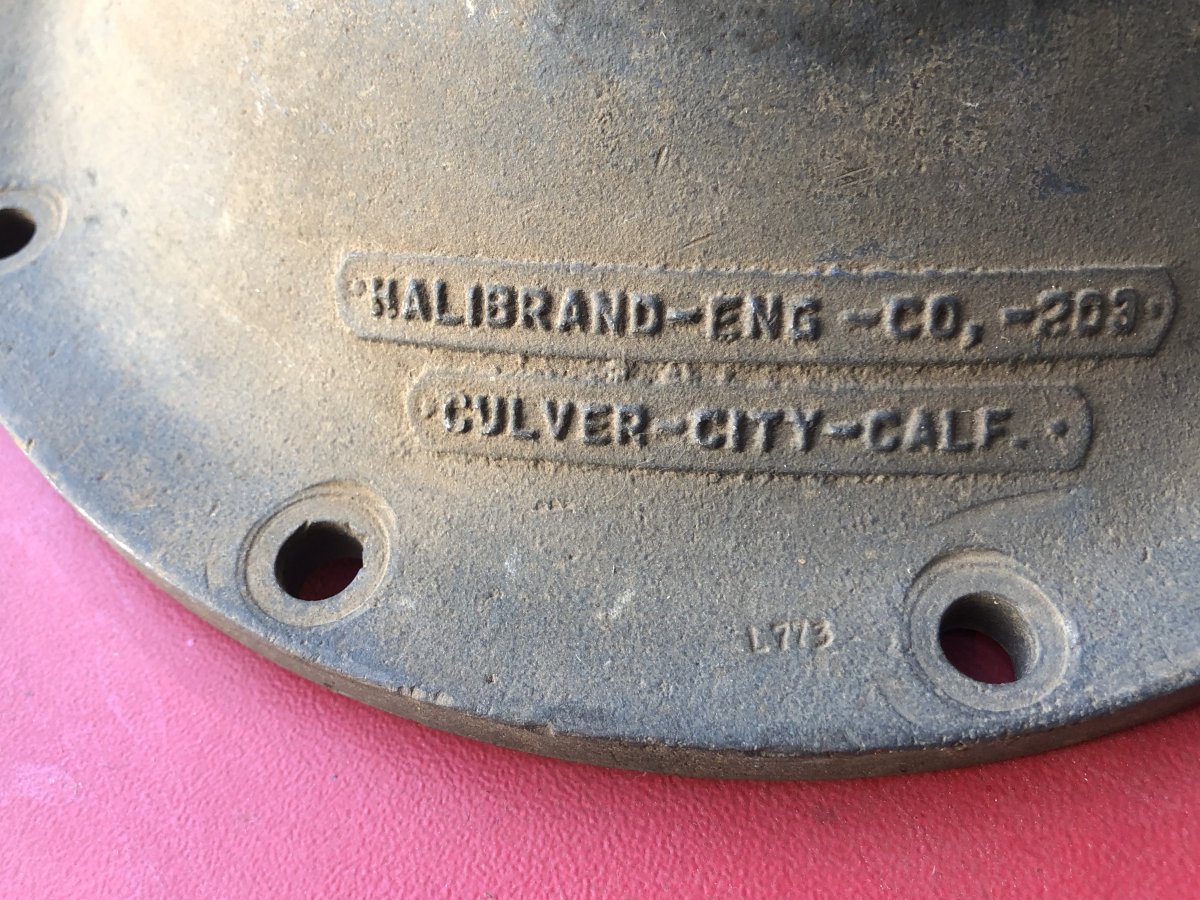 HALIBRAND-ENG-CO,-203
CULVER-CITY-CALF.
L773